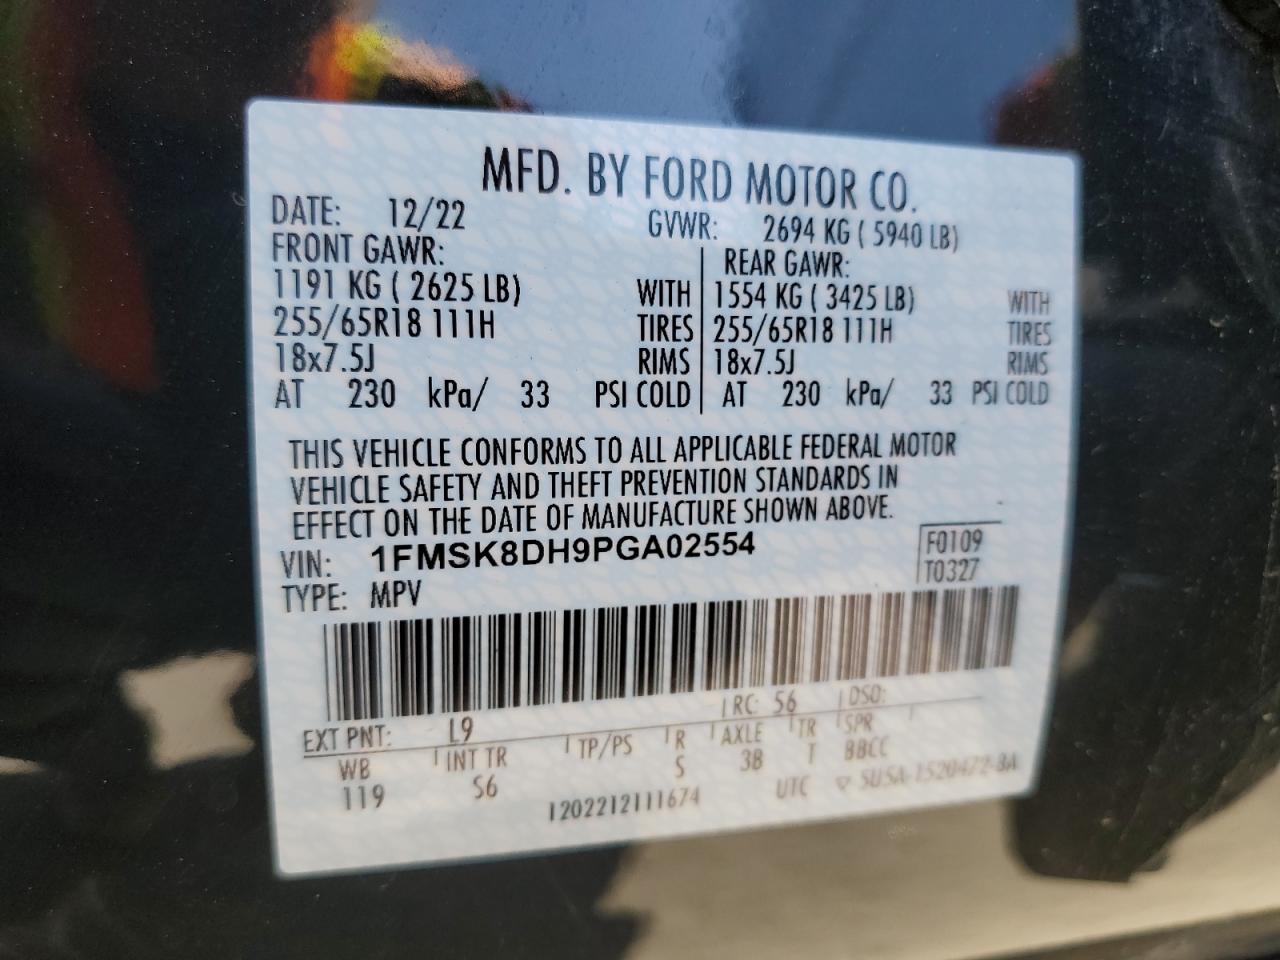 MFD. BY FORD MOTOR CO.
DATE: 12/22 GVWR: 2694 KG ( 5940 LB)
FRONT GAWR: REAR GAWR:
1191 KG ( 2625 LB) WITH 1554 KG ( 3425 LB) WITH
255/65R18 111H TIRES 255/65R18 111H TIRES
18x7.5J RIMS 18x7.5J RIMS
AT 230 kPa/ 33 PSI COLD AT 230 kPa/ 33 PSI COLD
THIS VEHICLE CONFORMS TO ALL APPLICABLE FEDERAL MOTOR
VEHICLE SAFETY AND THEFT PREVENTION STANDARDS IN
EFFECT ON THE DATE OF MANUFACTURE SHOWN ABOVE.
VIN: 1FMSK8DH9PGA02554 F0109
TYPE: MPV T0327
EXT PNT: L9 RC: 56 DSO:
WB INT TR TP/PS R AXLE TR SPR
119 S6 S 3B T BBCC
1202212111674 UTC ▽ SUSA-1520472-BA